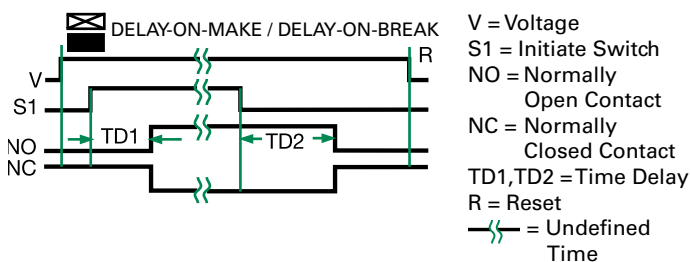 DELAY-ON-MAKE / DELAY-ON-BREAK
R
V
S1
TD1
TD2
NO
NC
V = Voltage
S1 = Initiate Switch
NO = Normally
Open Contact
NC = Normally
Closed Contact
TD1,TD2 = Time Delay
R = Reset
= Undefined
Time